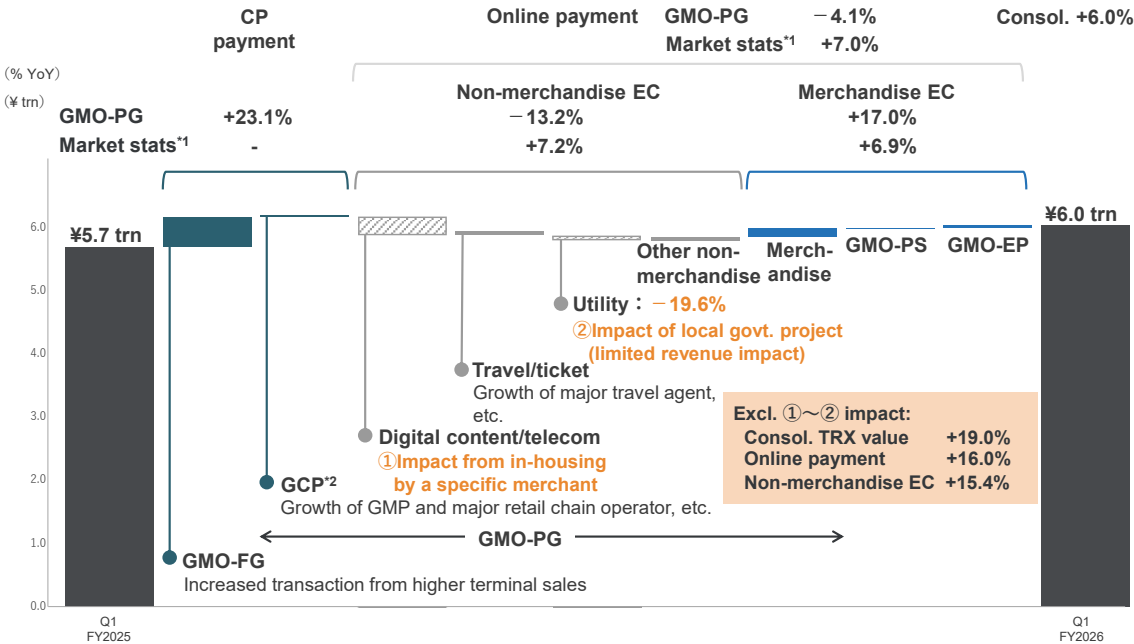 CP
payment
Online payment
GMO-PG －4.1%
Market stats*1 +7.0%
Consol. +6.0%
(% YoY)
(¥ trn)
Non-merchandise EC
Merchandise EC
GMO-PG +23.1% －13.2% +17.0%
Market stats*1 - +7.2% +6.9%
6.0
5.0
4.0
3.0
2.0
1.0
0.0
¥5.7 trn
¥6.0 trn
Other non-
merchandise
Merch-
andise
GMO-PS
GMO-EP
Utility：－19.6%
②Impact of local govt. project
(limited revenue impact)
Travel/ticket
Growth of major travel agent,
etc.
Digital content/telecom
①Impact from in-housing
by a specific merchant
GCP*2
Growth of GMP and major retail chain operator, etc.
GMO-PG
GMO-FG
Increased transaction from higher terminal sales
Excl. ①～② impact:
Consol. TRX value +19.0%
Online payment +16.0%
Non-merchandise EC +15.4%
Q1
FY2025
Q1
FY2026